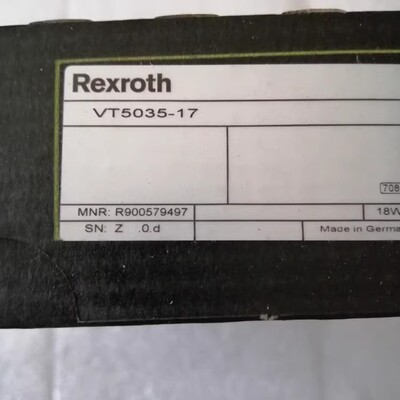 Rexroth
VT5035-17
708
MNR: R900579497 18W
SN: Z .0.d Made in Germa